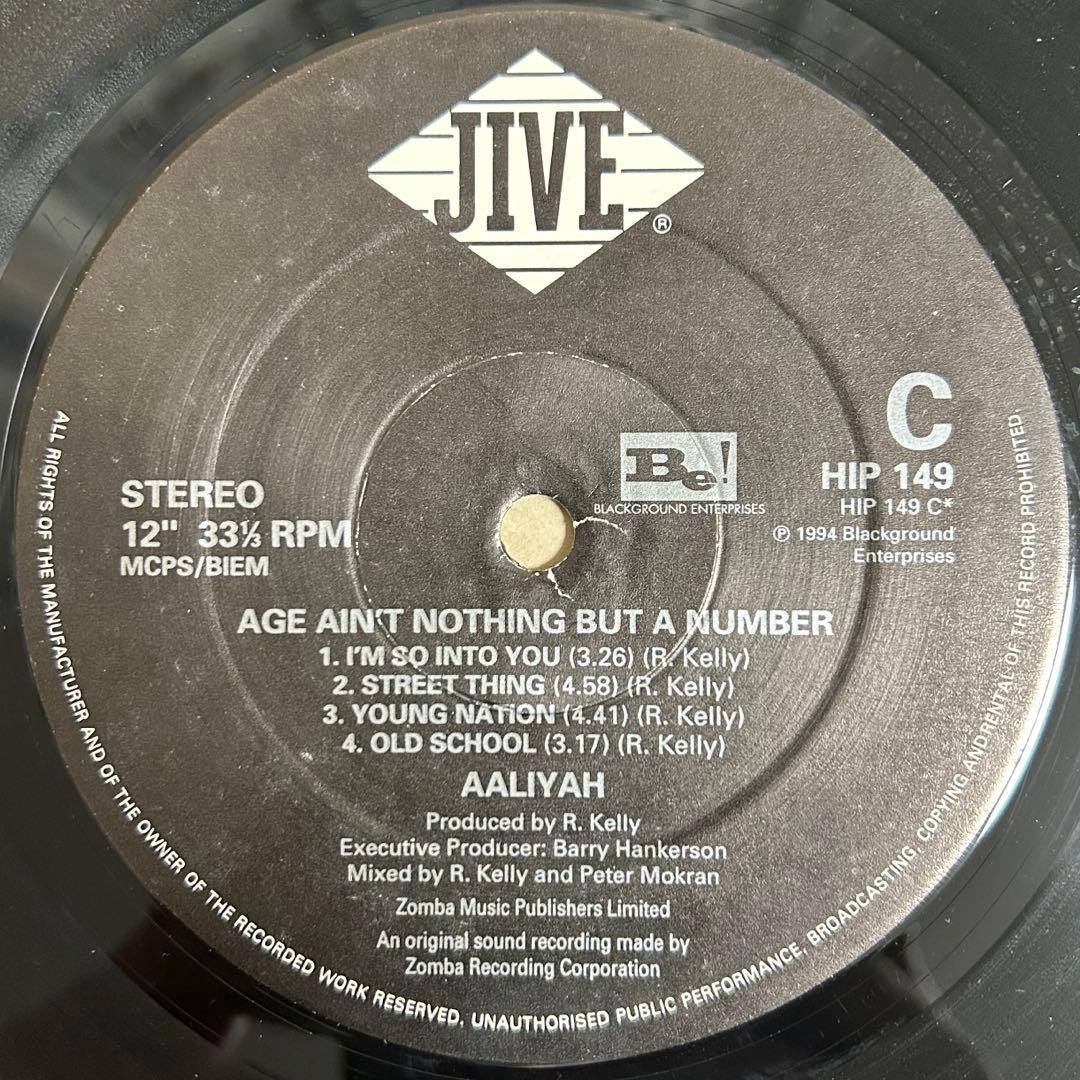 JIVE
®
C
Be!
BLACKGROUND ENTERPRISES
HIP 149
HIP 149 C*
℗ 1994 Blackground
Enterprises
STEREO
12" 33⅓ RPM
MCPS/BIEM
AGE AIN'T NOTHING BUT A NUMBER
1. I'M SO INTO YOU (3.26) (R. Kelly)
2. STREET THING (4.58) (R. Kelly)
3. YOUNG NATION (4.41) (R. Kelly)
4. OLD SCHOOL (3.17) (R. Kelly)
AALIYAH
Produced by R. Kelly
Executive Producer: Barry Hankerson
Mixed by R. Kelly and Peter Mokran
Zomba Music Publishers Limited
An original sound recording made by
Zomba Recording Corporation
ALL RIGHTS OF THE MANUFACTURER AND OF THE OWNER OF THE RECORDED WORK RESERVED. UNAUTHORISED PUBLIC PERFORMANCE, BROADCASTING, COPYING AND RENTAL OF THIS RECORD PROHIBITED.